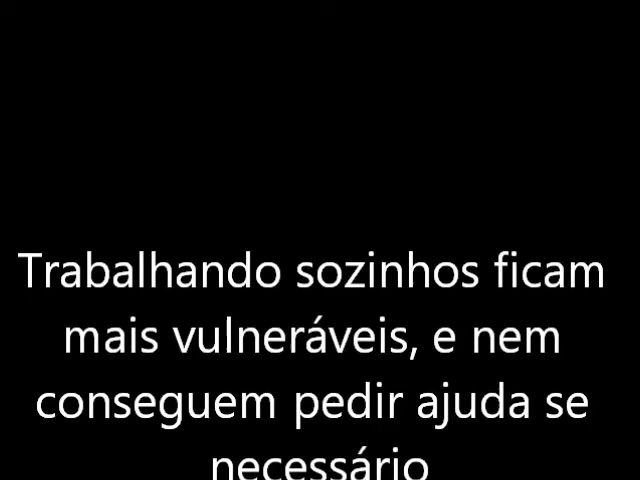 Trabalhando sozinhos ficam
mais vulneráveis, e nem
conseguem pedir ajuda se
necessário